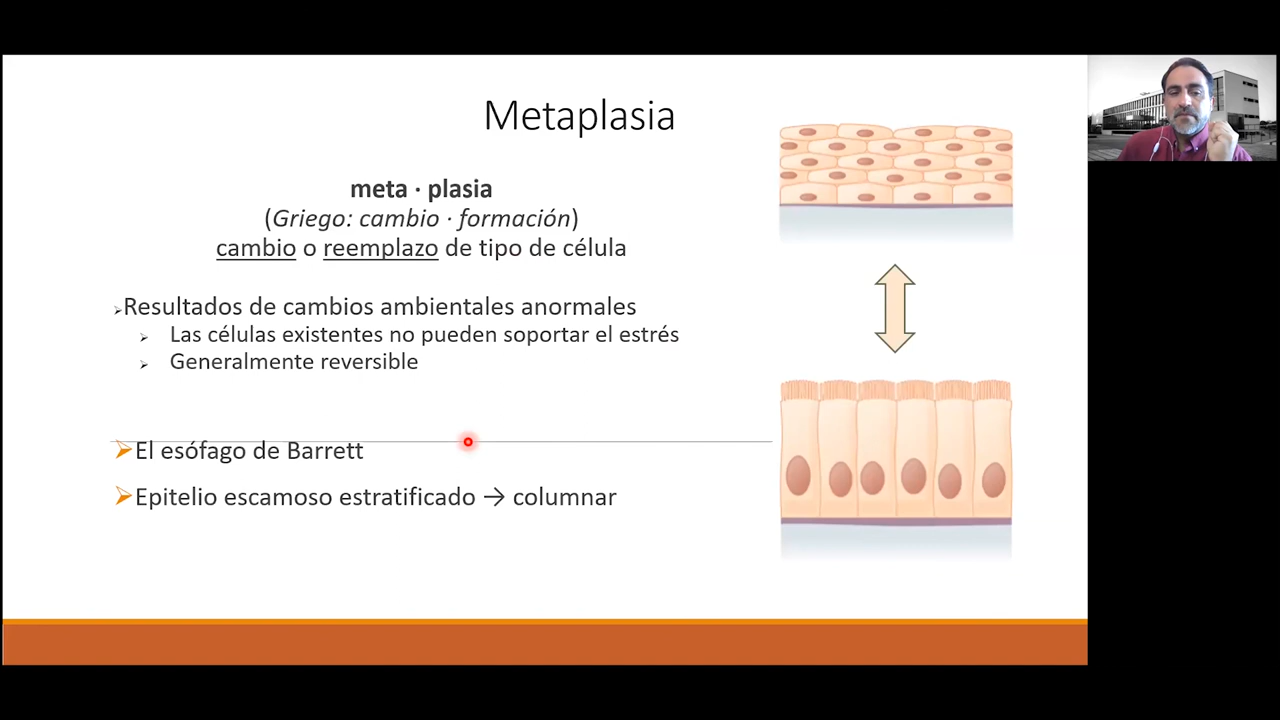 Metaplasia
meta · plasia
(Griego: cambio · formación)
cambio o reemplazo de tipo de célula
Resultados de cambios ambientales anormales
Las células existentes no pueden soportar el estrés
Generalmente reversible
El esófago de Barrett
Epitelio escamoso estratificado → columnar